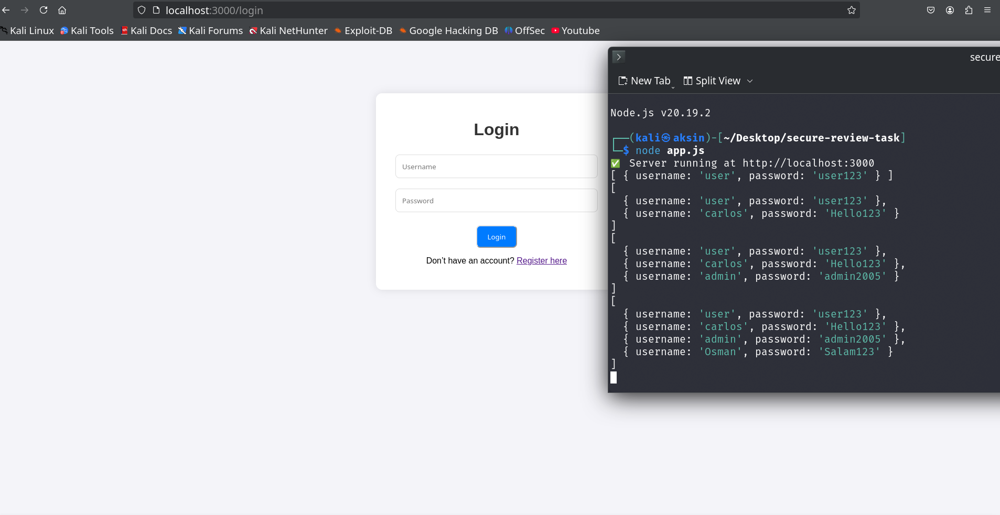 localhost:3000/login
Kali Linux Kali Tools Kali Docs Kali Forums Kali NetHunter Exploit-DB Google Hacking DB OffSec Youtube
Login
Username
Password
Login
Don't have an account? Register here
secure
New Tab Split View
Node.js v20.19.2
┌──(kali㉿aksin)-[~/Desktop/secure-review-task]
└─$ node app.js
✅ Server running at http://localhost:3000
[ { username: 'user', password: 'user123' } ]
[
{ username: 'user', password: 'user123' },
{ username: 'carlos', password: 'Hello123' }
]
[
{ username: 'user', password: 'user123' },
{ username: 'carlos', password: 'Hello123' },
{ username: 'admin', password: 'admin2005' }
]
[
{ username: 'user', password: 'user123' },
{ username: 'carlos', password: 'Hello123' },
{ username: 'admin', password: 'admin2005' },
{ username: 'Osman', password: 'Salam123' }
]